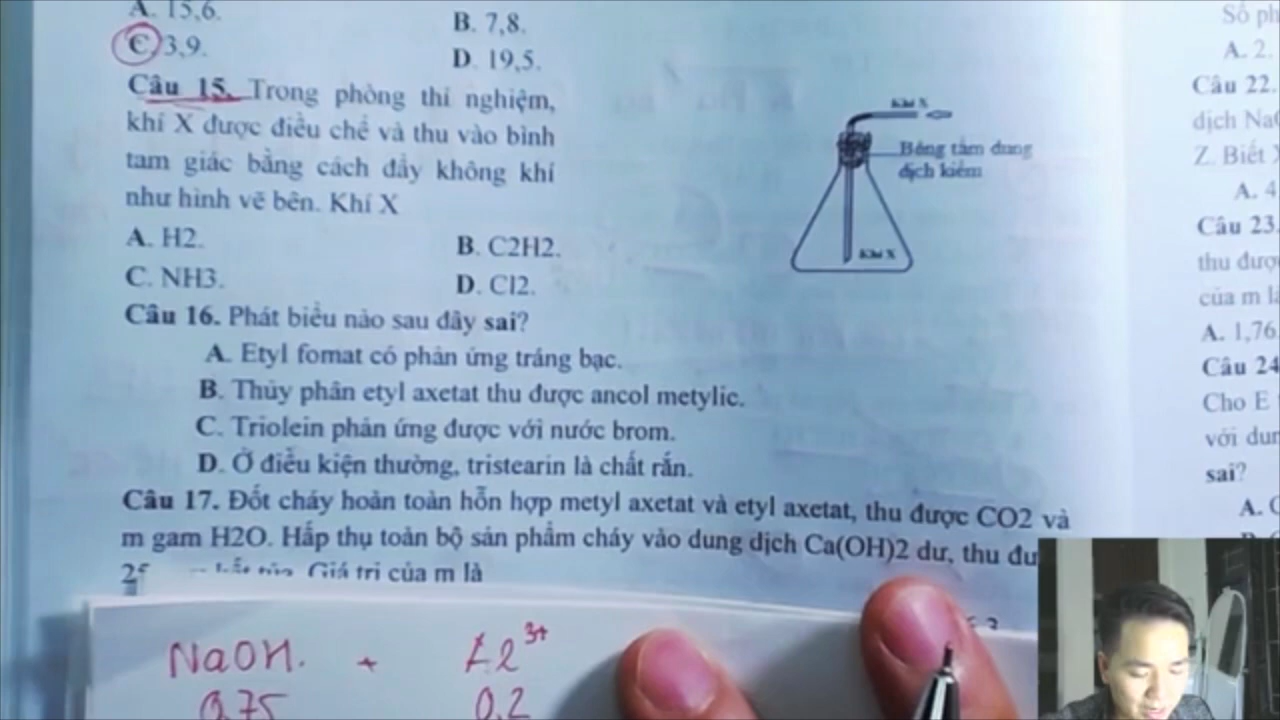 A. 15,6.
B. 7,8.
C. 3,9.
D. 19,5.
Câu 15. Trong phòng thí nghiệm,
khí X được điều chế và thu vào bình
tam giác bằng cách đẩy không khí
như hình vẽ bên. Khí X
Khí X
Bông tẩm dung
dịch kiềm
Khí X
A. H2.
B. C2H2.
C. NH3.
D. Cl2.
Câu 16. Phát biểu nào sau đây sai?
A. Etyl fomat có phản ứng tráng bạc.
B. Thủy phân etyl axetat thu được ancol metylic.
C. Triolein phản ứng được với nước brom.
D. Ở điều kiện thường, tristearin là chất rắn.
Câu 17. Đốt cháy hoàn toàn hỗn hợp metyl axetat và etyl axetat, thu được CO2 và
m gam H2O. Hấp thụ toàn bộ sản phẩm cháy vào dung dịch Ca(OH)2 dư, thu
Giá trị của m là
NaOH. + Al3+
0,75 0,2
Số
A. 2.
Câu 22.
dịch
Z. Biết
A. 4
Câu 23.
thu
của m
A. 1,76
Câu 24
Cho E
với
sai?
A.